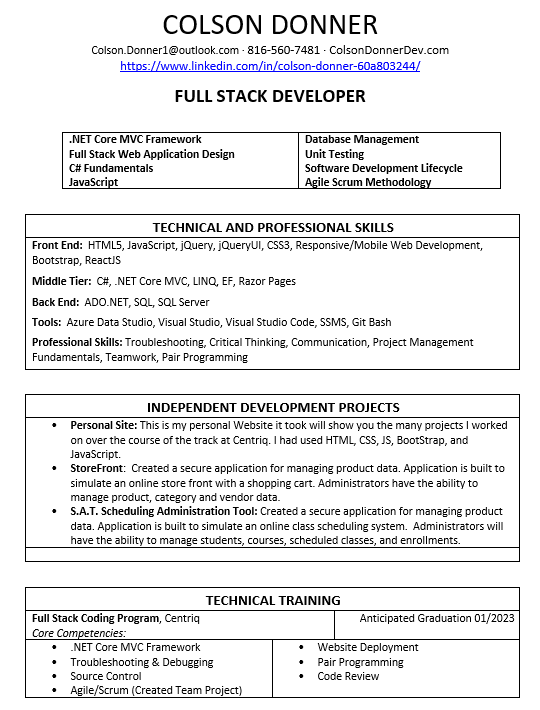 COLSON DONNER
Colson.Donner1@outlook.com · 816-560-7481 · ColsonDonnerDev.com
https://www.linkedin.com/in/colson-donner-60a803244/
FULL STACK DEVELOPER
.NET Core MVC Framework
Full Stack Web Application Design
C# Fundamentals
JavaScript
Database Management
Unit Testing
Software Development Lifecycle
Agile Scrum Methodology
TECHNICAL AND PROFESSIONAL SKILLS
Front End: HTML5, JavaScript, jQuery, jQueryUI, CSS3, Responsive/Mobile Web Development,
Bootstrap, ReactJS
Middle Tier: C#, .NET Core MVC, LINQ, EF, Razor Pages
Back End: ADO.NET, SQL, SQL Server
Tools: Azure Data Studio, Visual Studio, Visual Studio Code, SSMS, Git Bash
Professional Skills: Troubleshooting, Critical Thinking, Communication, Project Management
Fundamentals, Teamwork, Pair Programming
INDEPENDENT DEVELOPMENT PROJECTS
• Personal Site: This is my personal Website it took will show you the many projects I worked
on over the course of the track at Centriq. I had used HTML, CSS, JS, BootStrap, and
JavaScript.
• StoreFront: Created a secure application for managing product data. Application is built to
simulate an online store front with a shopping cart. Administrators have the ability to
manage product, category and vendor data.
• S.A.T. Scheduling Administration Tool: Created a secure application for managing product
data. Application is built to simulate an online class scheduling system. Administrators will
have the ability to manage students, courses, scheduled classes, and enrollments.
TECHNICAL TRAINING
Full Stack Coding Program, Centriq
Anticipated Graduation 01/2023
Core Competencies:
• .NET Core MVC Framework
• Troubleshooting & Debugging
• Source Control
• Agile/Scrum (Created Team Project)
• Website Deployment
• Pair Programming
• Code Review